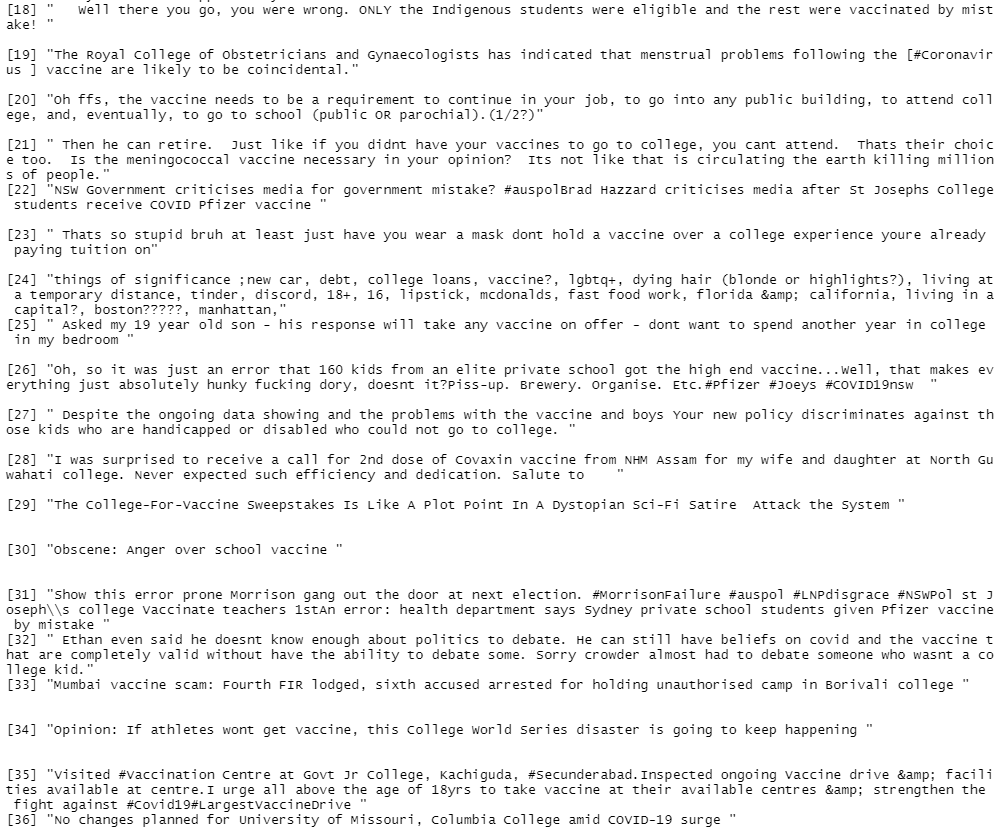 [18] "   Well there you go, you were wrong. ONLY the Indigenous students were eligible and the rest were vaccinated by mist
ake! "
[19] "The Royal College of Obstetricians and Gynaecologists has indicated that menstrual problems following the [#Coronavir
us ] vaccine are likely to be coincidental."
[20] "Oh ffs, the vaccine needs to be a requirement to continue in your job, to go into any public building, to attend coll
ege, and, eventually, to go to school (public OR parochial).(1/2?)"
[21] " Then he can retire.  Just like if you didnt have your vaccines to go to college, you cant attend.  Thats their choic
e too.  Is the meningococcal vaccine necessary in your opinion?  Its not like that is circulating the earth killing million
s of people."
[22] "NSW Government criticises media for government mistake? #auspolBrad Hazzard criticises media after St Josephs College
 students receive COVID Pfizer vaccine "
[23] " Thats so stupid bruh at least just have you wear a mask dont hold a vaccine over a college experience youre already
 paying tuition on"
[24] "things of significance ;new car, debt, college loans, vaccine?, lgbtq+, dying hair (blonde or highlights?), living at
 a temporary distance, tinder, discord, 18+, 16, lipstick, mcdonalds, fast food work, florida &amp; california, living in a
 capital?, boston?????, manhattan,"
[25] " Asked my 19 year old son - his response will take any vaccine on offer - dont want to spend another year in college
 in my bedroom "
[26] "Oh, so it was just an error that 160 kids from an elite private school got the high end vaccine...Well, that makes ev
erything just absolutely hunky fucking dory, doesnt it?Piss-up. Brewery. Organise. Etc.#Pfizer #Joeys #COVID19nsw  "
[27] " Despite the ongoing data showing and the problems with the vaccine and boys Your new policy discriminates against th
ose kids who are handicapped or disabled who could not go to college. "
[28] "I was surprised to receive a call for 2nd dose of Covaxin vaccine from NHM Assam for my wife and daughter at North Gu
wahati college. Never expected such efficiency and dedication. Salute to    "
[29] "The College-For-Vaccine Sweepstakes Is Like A Plot Point In A Dystopian Sci-Fi Satire  Attack the System "
[30] "Obscene: Anger over school vaccine "
[31] "Show this error prone Morrison gang out the door at next election. #MorrisonFailure #auspol #LNPdisgrace #NSWPol st J
oseph\\s college Vaccinate teachers 1stAn error: health department says Sydney private school students given Pfizer vaccine
 by mistake "
[32] " Ethan even said he doesnt know enough about politics to debate. He can still have beliefs on covid and the vaccine t
hat are completely valid without have the ability to debate some. Sorry crowder almost had to debate someone who wasnt a co
llege kid."
[33] "Mumbai vaccine scam: Fourth FIR lodged, sixth accused arrested for holding unauthorised camp in Borivali college "
[34] "Opinion: If athletes wont get vaccine, this College World Series disaster is going to keep happening "
[35] "Visited #Vaccination Centre at Govt Jr College, Kachiguda, #Secunderabad.Inspected ongoing Vaccine drive &amp; facili
ties available at centre.I urge all above the age of 18yrs to take vaccine at their available centres &amp; strengthen the
 fight against #Covid19#LargestVaccineDrive "
[36] "No changes planned for University of Missouri, Columbia College amid COVID-19 surge "